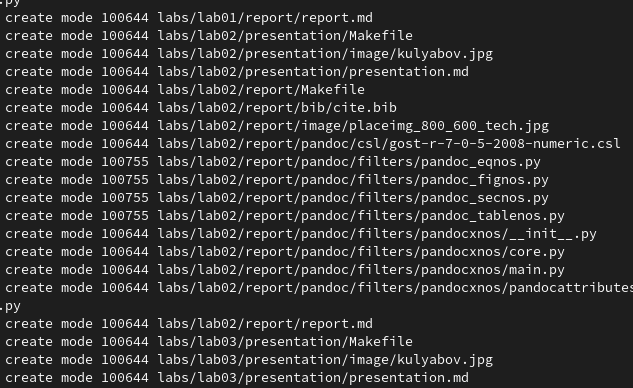 .py
create mode 100644 labs/lab01/report/report.md
create mode 100644 labs/lab02/presentation/Makefile
create mode 100644 labs/lab02/presentation/image/kulyabov.jpg
create mode 100644 labs/lab02/presentation/presentation.md
create mode 100644 labs/lab02/report/Makefile
create mode 100644 labs/lab02/report/bib/cite.bib
create mode 100644 labs/lab02/report/image/placeimg_800_600_tech.jpg
create mode 100644 labs/lab02/report/pandoc/csl/gost-r-7-0-5-2008-numeric.csl
create mode 100755 labs/lab02/report/pandoc/filters/pandoc_eqnos.py
create mode 100755 labs/lab02/report/pandoc/filters/pandoc_fignos.py
create mode 100755 labs/lab02/report/pandoc/filters/pandoc_secnos.py
create mode 100755 labs/lab02/report/pandoc/filters/pandoc_tablenos.py
create mode 100644 labs/lab02/report/pandoc/filters/pandocxnos/__init__.py
create mode 100644 labs/lab02/report/pandoc/filters/pandocxnos/core.py
create mode 100644 labs/lab02/report/pandoc/filters/pandocxnos/main.py
create mode 100644 labs/lab02/report/pandoc/filters/pandocxnos/pandocattributes
.py
create mode 100644 labs/lab02/report/report.md
create mode 100644 labs/lab03/presentation/Makefile
create mode 100644 labs/lab03/presentation/image/kulyabov.jpg
create mode 100644 labs/lab03/presentation/presentation.md